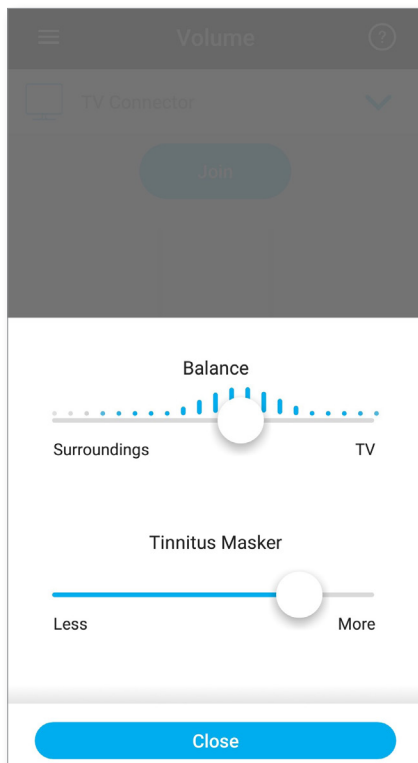 Volume
?
TV Connector
Join
Balance
Surroundings TV
Tinnitus Masker
Less More
Close